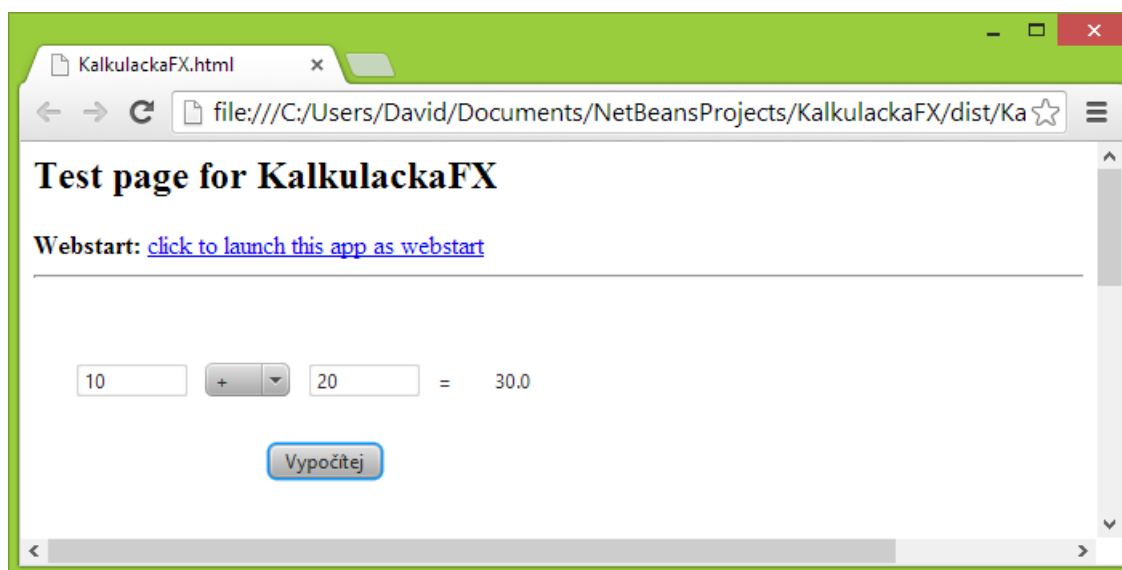 KalkulackaFX.html
file:///C:/Users/David/Documents/NetBeansProjects/KalkulackaFX/dist/Ka
Test page for KalkulackaFX
Webstart: click to launch this app as webstart
10 + 20 = 30.0
Vypočítej